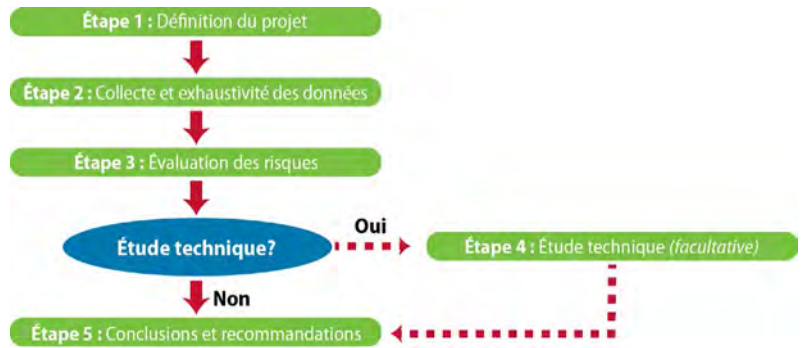 Étape 1 : Définition du projet
Étape 2 : Collecte et exhaustivité des données
Étape 3 : Évaluation des risques
Étude technique?
Oui
Étape 4 : Étude technique (facultative)
Non
Étape 5 : Conclusions et recommandations